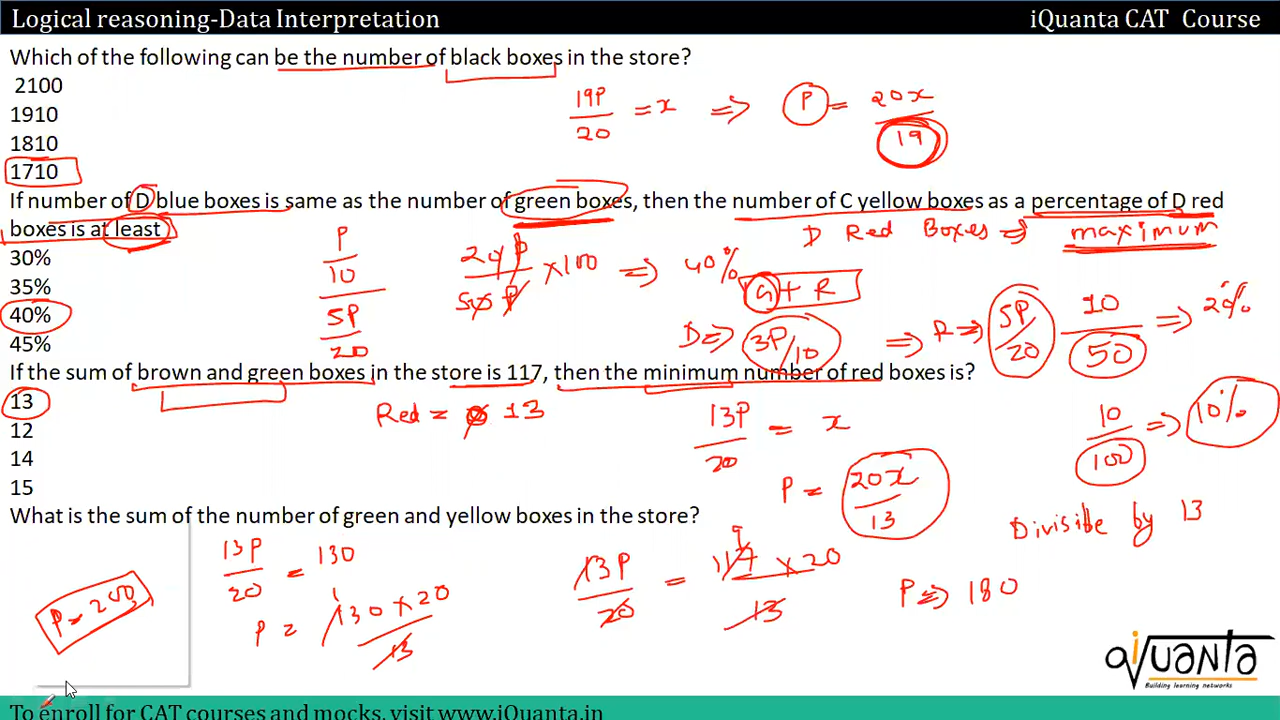 Logical reasoning-Data Interpretation iQuanta CAT Course
Which of the following can be the number of black boxes in the store?
2100
1910
1810
1710
19P/20 = x ⇒ P = 20x/19
If number of D blue boxes is same as the number of green boxes, then the number of C yellow boxes as a percentage of D red
boxes is at least
D Red Boxes ⇒ maximum
30%
35%
40%
45%
P/10
5P/20
20P/50P × 100 ⇒ 40%
G + R
D ⇒ 3P/10 ⇒ R ⇒ 5P/20
10/50 ⇒ 20%
If the sum of brown and green boxes in the store is 117, then the minimum number of red boxes is?
13
12
14
15
Red = 13
13P/20 = x
P = 20x/13
10/100 ⇒ 10%
Divisible by 13
What is the sum of the number of green and yellow boxes in the store?
13P/20 = 130
P = 130 × 20/13
P = 200
13P/20 = 117 × 20/13
9
P ⇒ 180
iQuanta
Building learning networks
To enroll for CAT courses and mocks, visit www.iQuanta.in